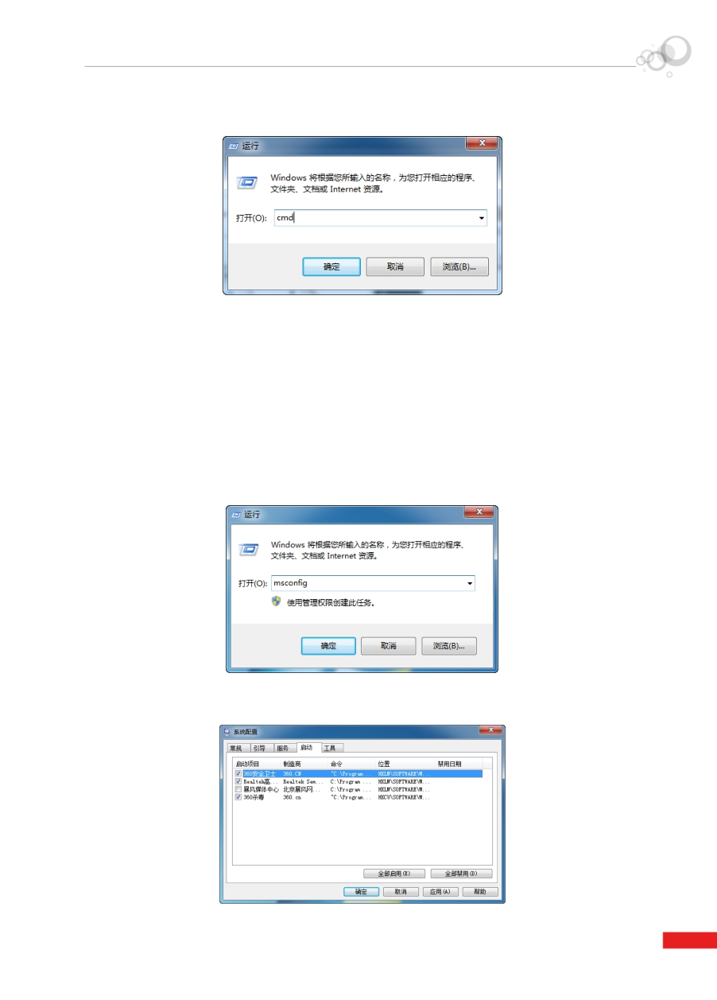 运行
Windows 将根据您所输入的名称，为您打开相应的程序、
文件夹、文档或 Internet 资源。
打开(O): cmd
确定 取消 浏览(B)...
运行
Windows 将根据您所输入的名称，为您打开相应的程序、
文件夹、文档或 Internet 资源。
打开(O): msconfig
使用管理权限创建此任务。
确定 取消 浏览(B)...
系统配置
常规 引导 服务 启动 工具
启动项目 制造商 命令 位置 禁用日期
360安全卫士 360.CN "C:\Program... HKLM\SOFTWARE\M...
Realtek高... Realtek Sem... C:\Program ... HKLM\SOFTWARE\M...
暴风媒体中心 北京暴风网... C:\Program ... HKLM\SOFTWARE\M...
360杀毒 360.cn "C:\Program... HKCU\SOFTWARE\M...
全部启用(E) 全部禁用(D)
确定 取消 应用(A) 帮助